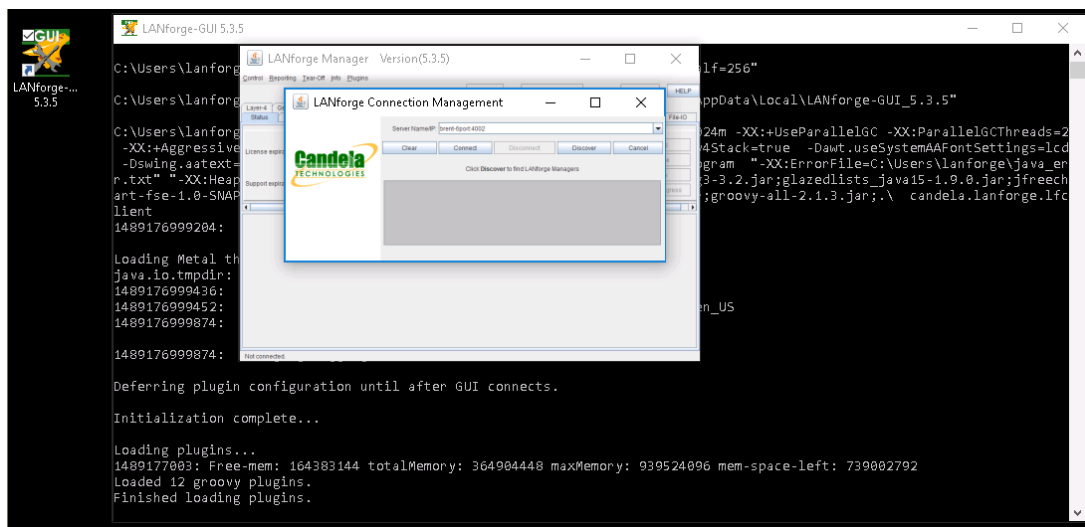 GUI
LANforge-...
5.3.5
LANforge-GUI 5.3.5
C:\Users\lanforg
lf=256"
C:\Users\lanforg
ppData\Local\LANforge-GUI_5.3.5"
C:\Users\lanforg
24m -XX:+UseParallelGC -XX:ParallelGCThreads=2
-XX:+Aggressive
4Stack=true -Dawt.useSystemAAFontSettings=lcd
-Dswing.aatext=
gram "-XX:ErrorFile=C:\Users\lanforge\java_er
r.txt" "-XX:Heap
3-3.2.jar;glazedlists_java15-1.9.0.jar;jfreech
art-fse-1.0-SNAP
;groovy-all-2.1.3.jar;.\ candela.lanforge.lfc
lient
1489176999204:
Loading Metal th
java.io.tmpdir:
1489176999436:
1489176999452:
en_US
1489176999874:
1489176999874:
Deferring plugin configuration until after GUI connects.
Initialization complete...
Loading plugins...
1489177003: Free-mem: 164383144 totalMemory: 364904448 maxMemory: 939524096 mem-space-left: 739002792
Loaded 12 groovy plugins.
Finished loading plugins.
LANforge Manager Version(5.3.5)
Control Reporting Tear-Off Info Plugins
HELP
Layer-4
Status
File-IO
License expir
Support expir
Not connected.
LANforge Connection Management
Candela
TECHNOLOGIES
Server Name/IP: brent-6port:4002
Clear Connect Disconnect Discover Cancel
Click Discover to find LANforge Managers